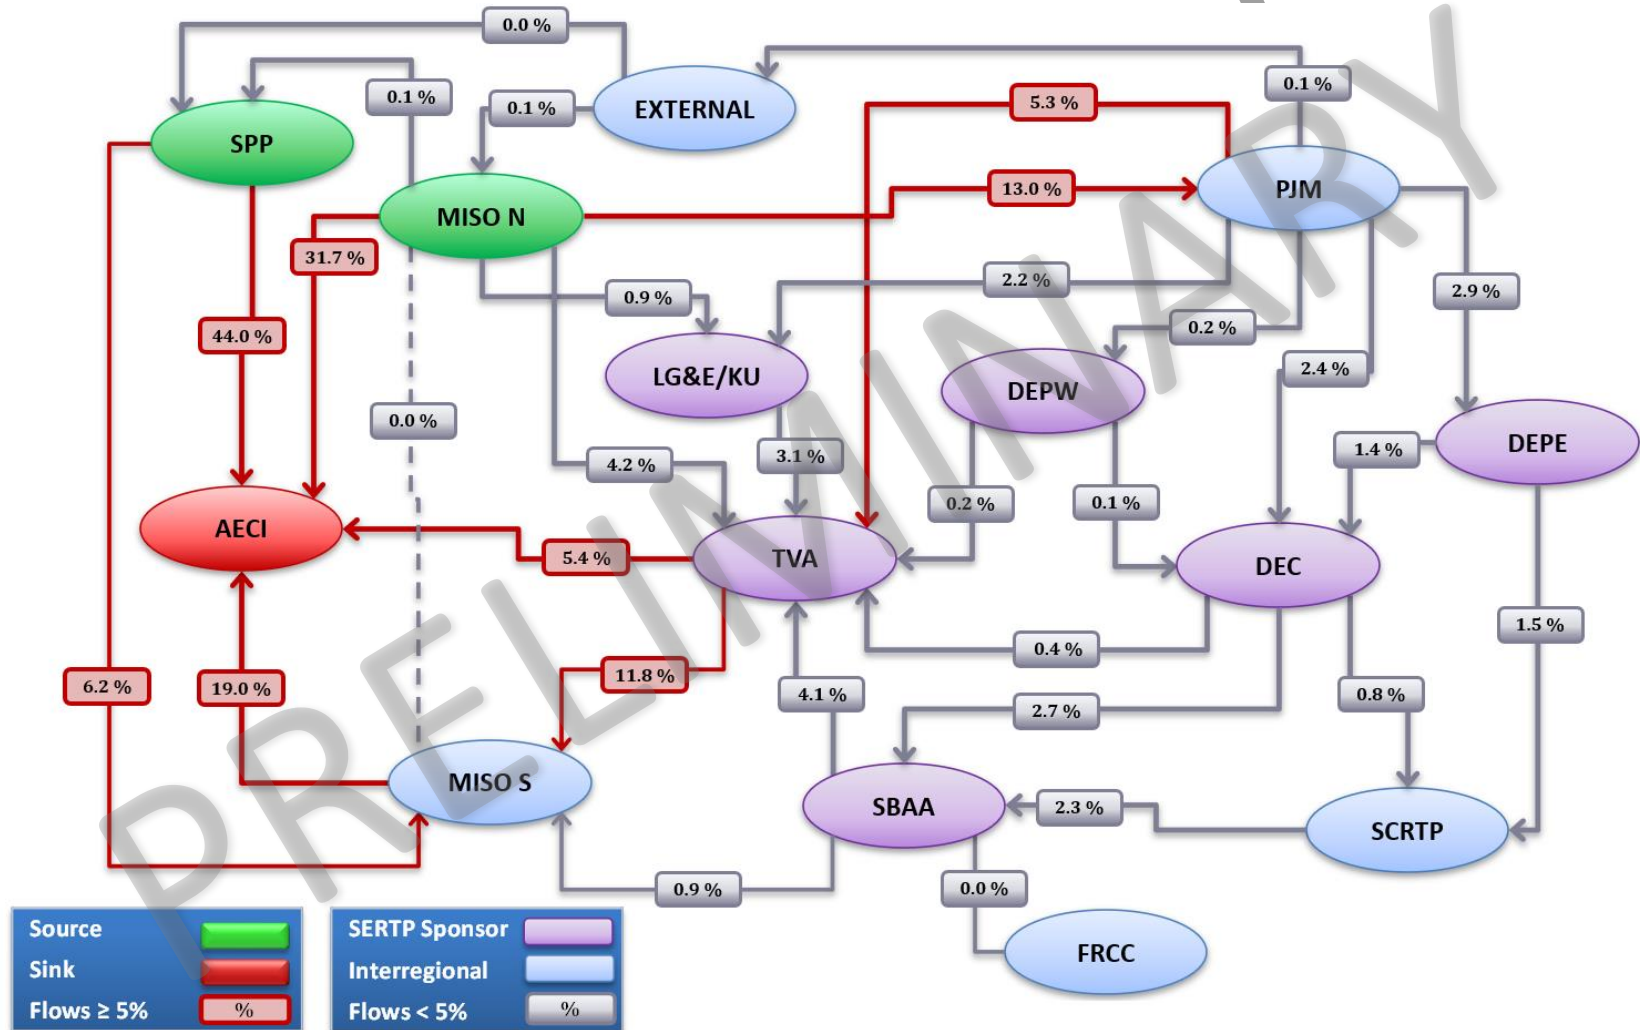 0.0 %
0.1 %
EXTERNAL
0.1 %
0.1 %
5.3 %
SPP
MISO N
13.0 %
PJM
31.7 %
0.9 %
2.2 %
2.9 %
44.0 %
0.2 %
2.4 %
LG&E/KU
DEPW
0.0 %
4.2 %
3.1 %
1.4 %
DEPE
0.2 %
0.1 %
AECI
5.4 %
TVA
DEC
0.4 %
1.5 %
6.2 %
19.0 %
11.8 %
4.1 %
2.7 %
0.8 %
MISO S
SBAA
2.3 %
SCRTP
0.9 %
0.0 %
FRCC
PRELIMINARY
Source
Sink
Flows ≥ 5% %
SERTP Sponsor
Interregional
Flows < 5% %